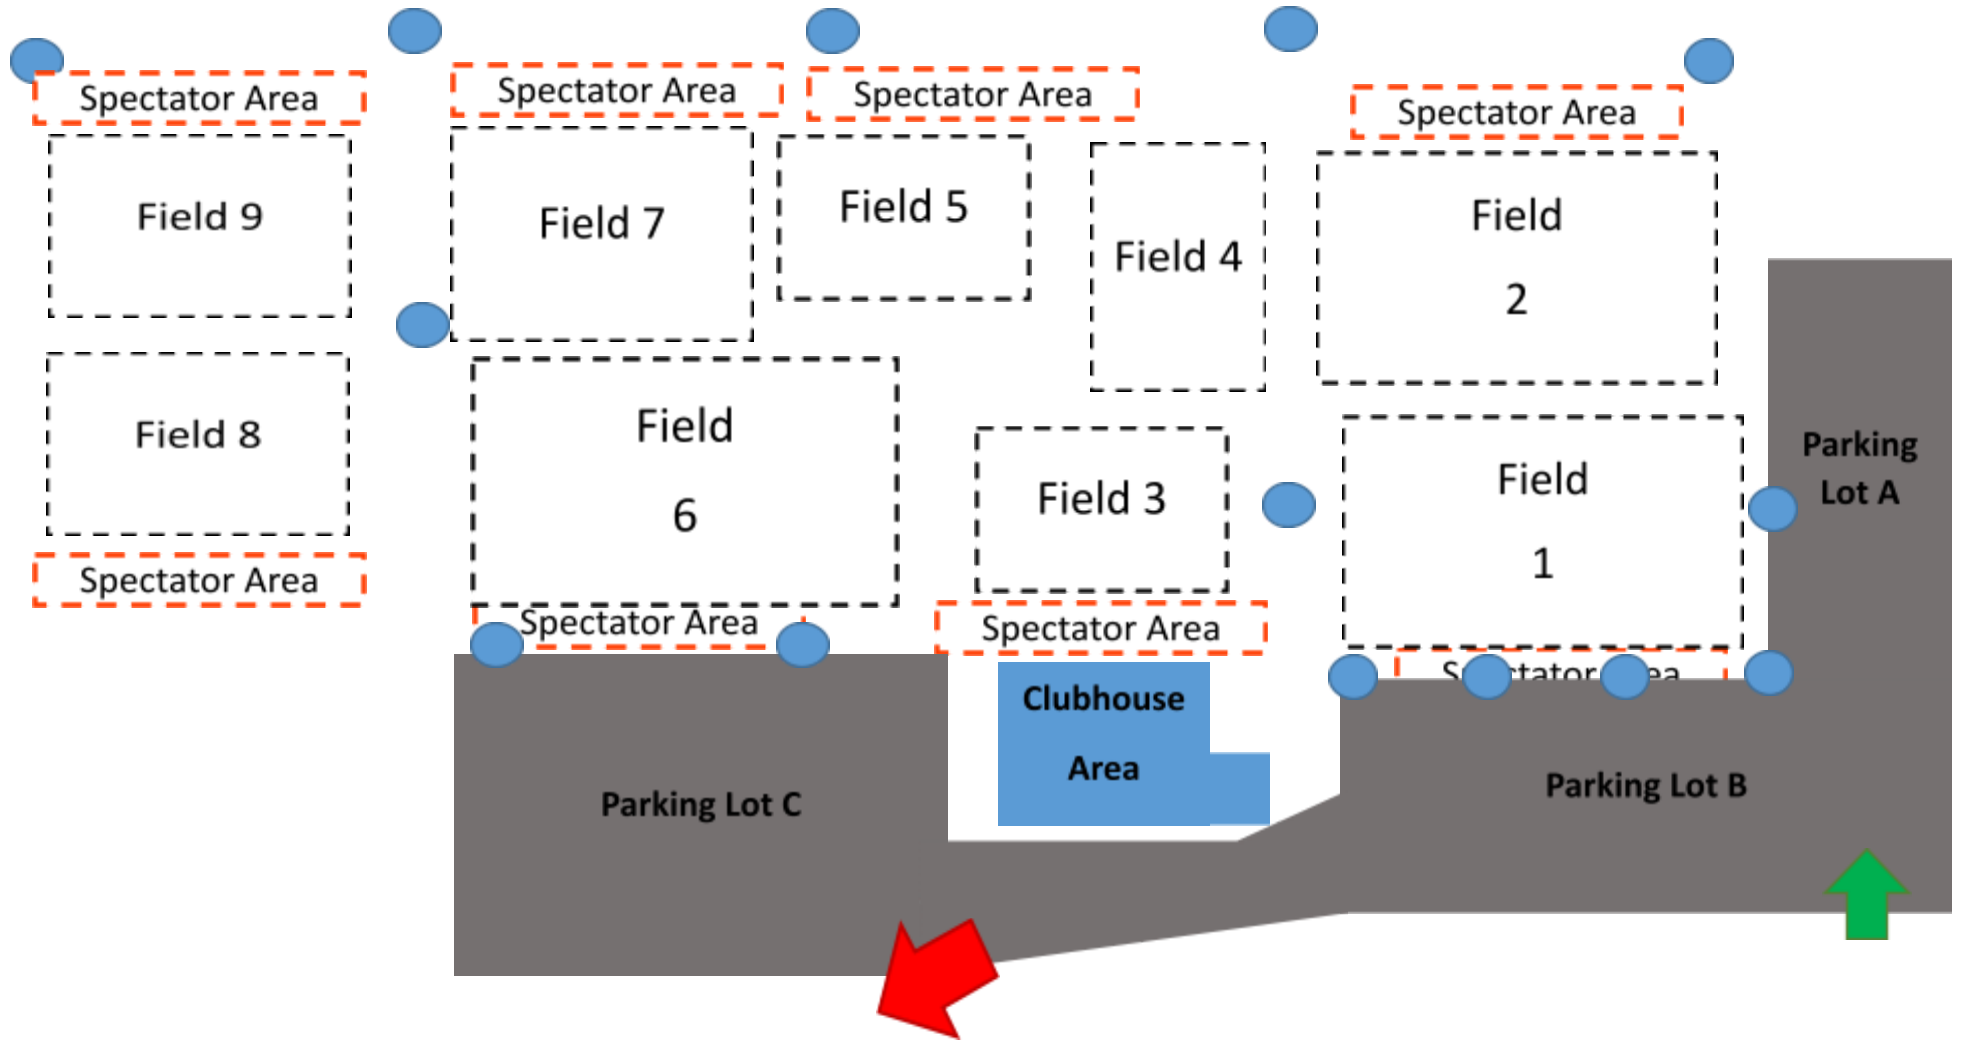 Spectator Area
Spectator Area
Spectator Area
Spectator Area
Field 9
Field 7
Field 5
Field 4
Field
2
Field 8
Field
6
Field 3
Field
1
Parking
Lot A
Spectator Area
Spectator Area
Spectator Area
Clubhouse
Area
Parking Lot C
Parking Lot B